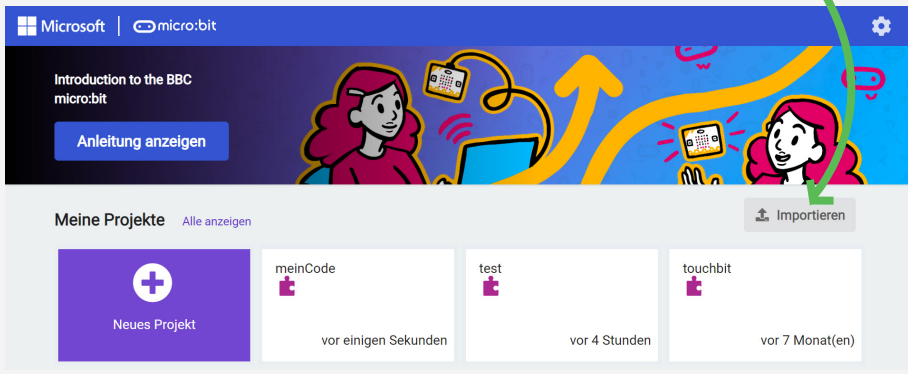 Microsoft micro:bit
Introduction to the BBC
micro:bit
Anleitung anzeigen
Meine Projekte Alle anzeigen
Importieren
Neues Projekt
meinCode
vor einigen Sekunden
test
vor 4 Stunden
touchbit
vor 7 Monat(en)